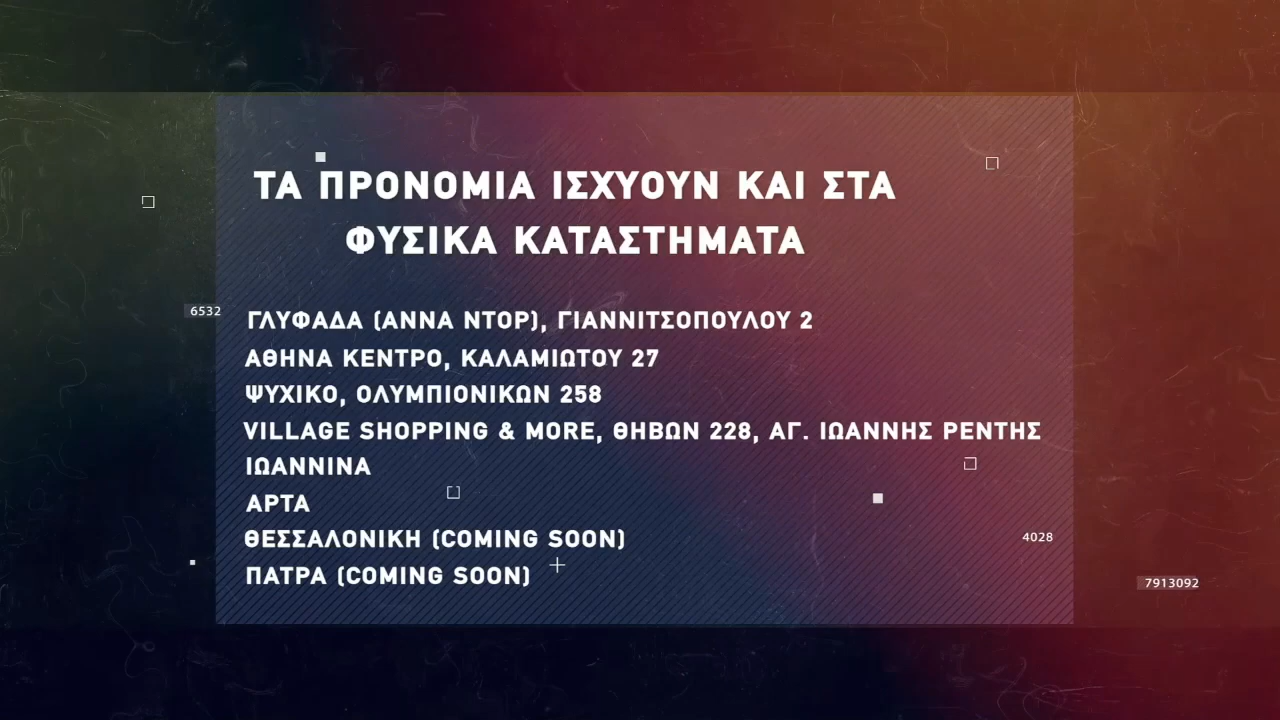 ΤΑ ΠΡΟΝΟΜΙΑ ΙΣΧΥΟΥΝ ΚΑΙ ΣΤΑ
ΦΥΣΙΚΑ ΚΑΤΑΣΤΗΜΑΤΑ
6532
ΓΛΥΦΑΔΑ (ΑΝΝΑ ΝΤΟΡ), ΓΙΑΝΝΙΤΣΟΠΟΥΛΟΥ 2
ΑΘΗΝΑ ΚΕΝΤΡΟ, ΚΑΛΑΜΙΩΤΟΥ 27
ΨΥΧΙΚΟ, ΟΛΥΜΠΙΟΝΙΚΩΝ 258
VILLAGE SHOPPING & MORE, ΘΗΒΩΝ 228, ΑΓ. ΙΩΑΝΝΗΣ ΡΕΝΤΗΣ
ΙΩΑΝΝΙΝΑ
ΑΡΤΑ
ΘΕΣΣΑΛΟΝΙΚΗ (COMING SOON)
4028
ΠΑΤΡΑ (COMING SOON)
7913092